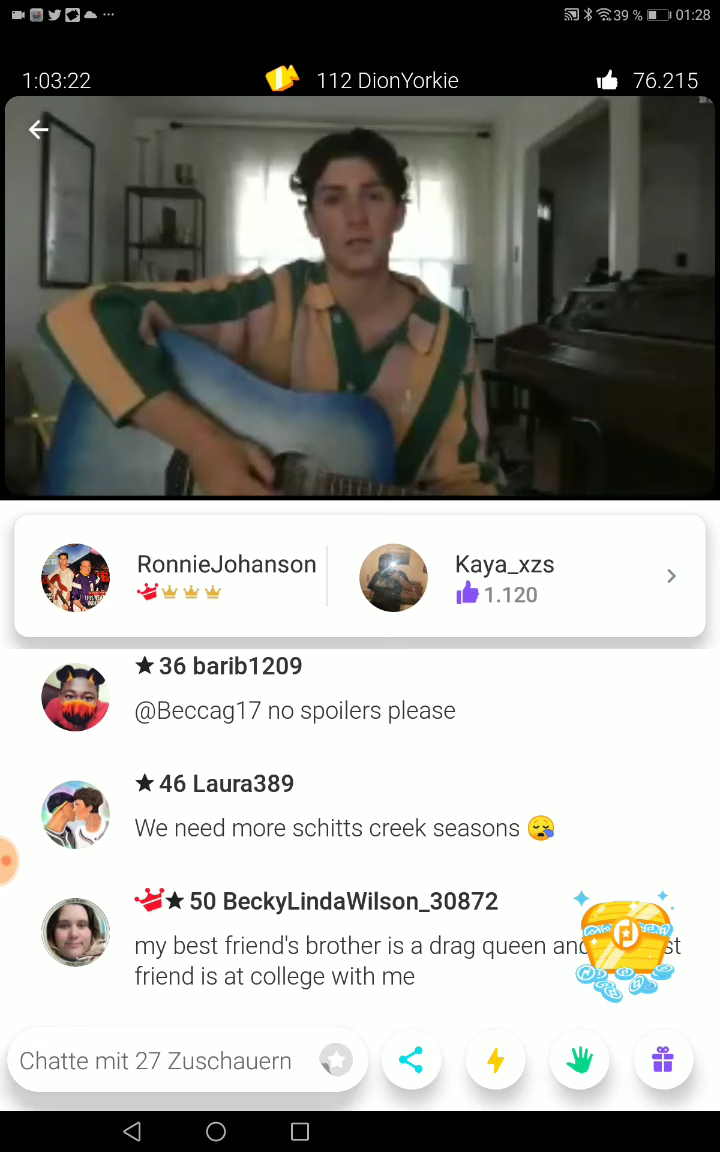 39 % 01:28
1:03:22
112 DionYorkie
76.215
RonnieJohanson
Kaya_xzs
1.120
36 barib1209
@Beccag17 no spoilers please
46 Laura389
We need more schitts creek seasons
50 BeckyLindaWilson_30872
my best friend's brother is a drag queen
friend is at college with me
Chatte mit 27 Zuschauern